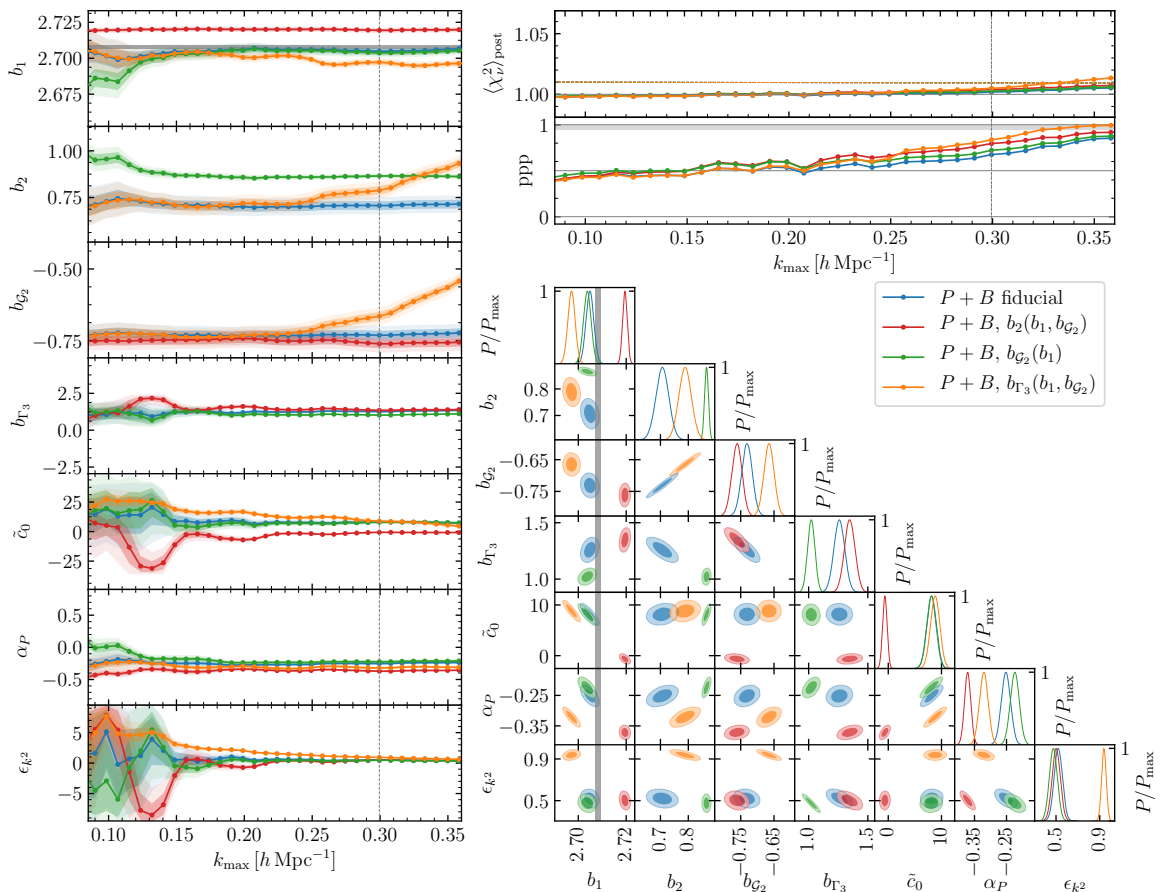 2.725
2.700
2.675
b_1
1.00
0.75
b_2
−0.50
−0.75
b_{𝒢_2}
2.5
0.0
−2.5
b_{Γ_3}
25
0
−25
c̃_0
0.5
0.0
−0.5
α_P
5
0
−5
ϵ_{k^2}
0.10 0.15 0.20 0.25 0.30 0.35
k_max [h Mpc^{−1}]
1.05
1.00
⟨χ²_ν⟩_post
1
0
ppp
0.10 0.15 0.20 0.25 0.30 0.35
k_max [h Mpc^{−1}]
P + B fiducial
P + B, b_2(b_1, b_{𝒢_2})
P + B, b_{𝒢_2}(b_1)
P + B, b_{Γ_3}(b_1, b_{𝒢_2})
P/P_max
1
b_2
0.8
0.7
1
P/P_max
b_{𝒢_2}
−0.65
−0.75
1
P/P_max
b_{Γ_3}
1.5
1.0
1
P/P_max
c̃_0
10
0
1
P/P_max
α_P
−0.25
−0.35
1
P/P_max
ϵ_{k^2}
0.9
0.5
1
P/P_max
2.70 2.72 0.7 0.8 −0.75 −0.65 1.0 1.5 0 10 −0.35 −0.25 0.5 0.9
b_1 b_2 b_{𝒢_2} b_{Γ_3} c̃_0 α_P ϵ_{k^2}